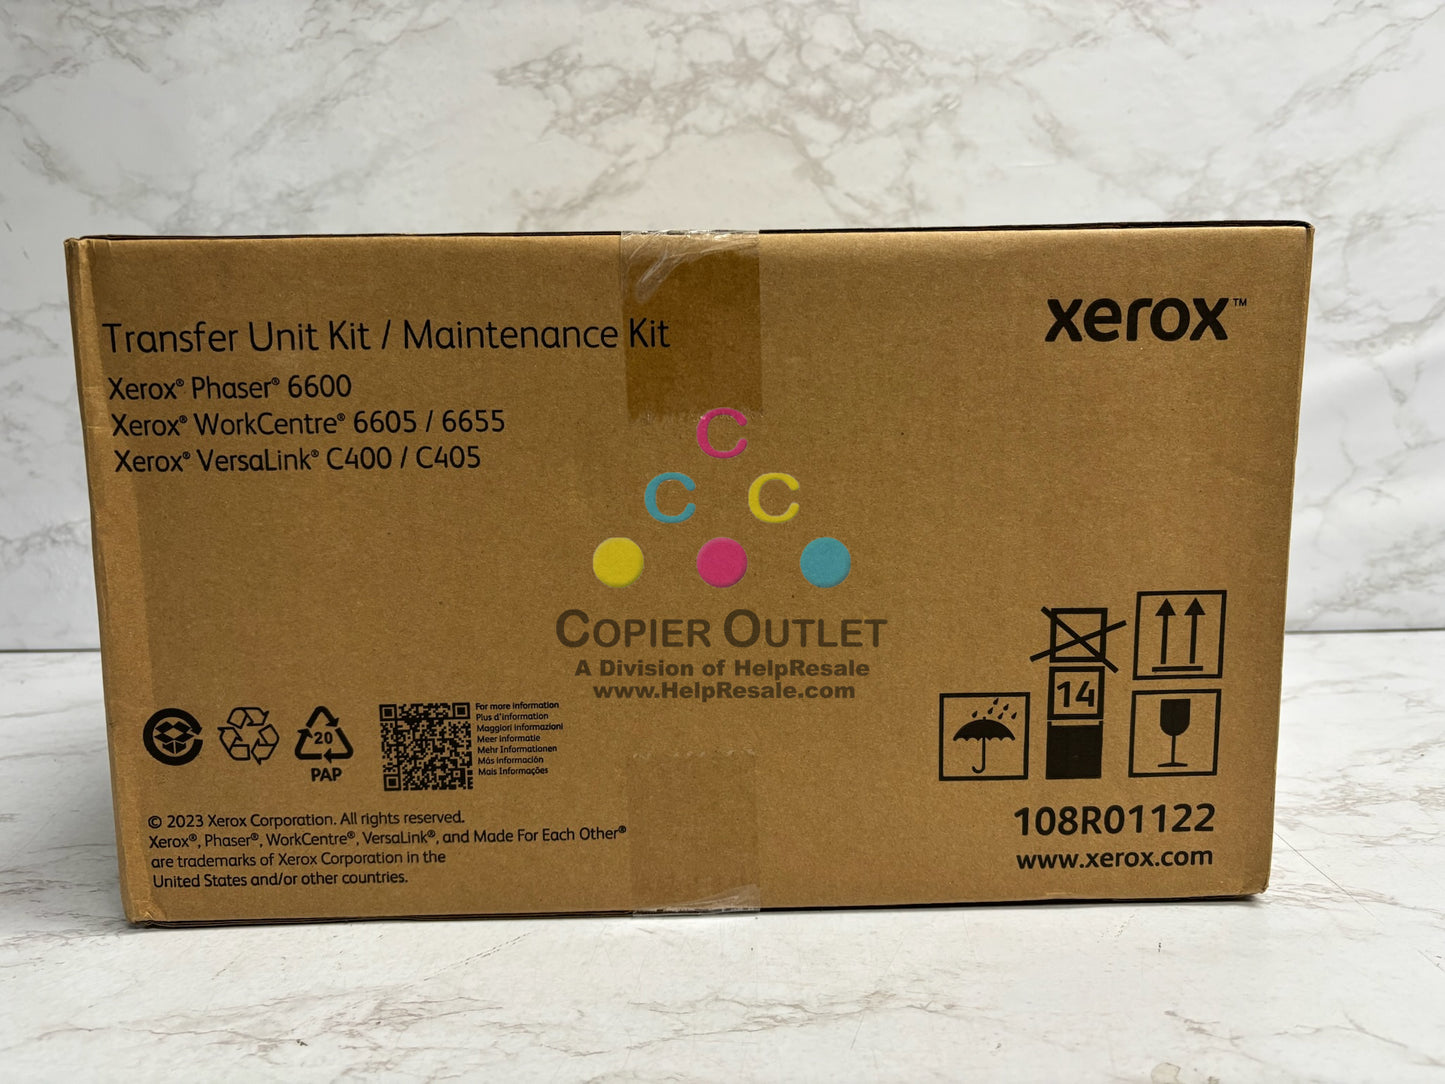 Transfer Unit Kit / Maintenance Kit
xerox™
Xerox® Phaser® 6600
Xerox® WorkCentre® 6605 / 6655
Xerox® VersaLink® C400 / C405
C
C C
COPIER OUTLET
A Division of HelpResale
www.HelpResale.com
14
20
PAP
For more information
Plus d'information
Maggiori informazioni
Meer informatie
Mehr Informationen
Más información
Mais Informações
© 2023 Xerox Corporation. All rights reserved.
Xerox®, Phaser®, WorkCentre®, VersaLink®, and Made For Each Other®
are trademarks of Xerox Corporation in the
United States and/or other countries.
108R01122
www.xerox.com